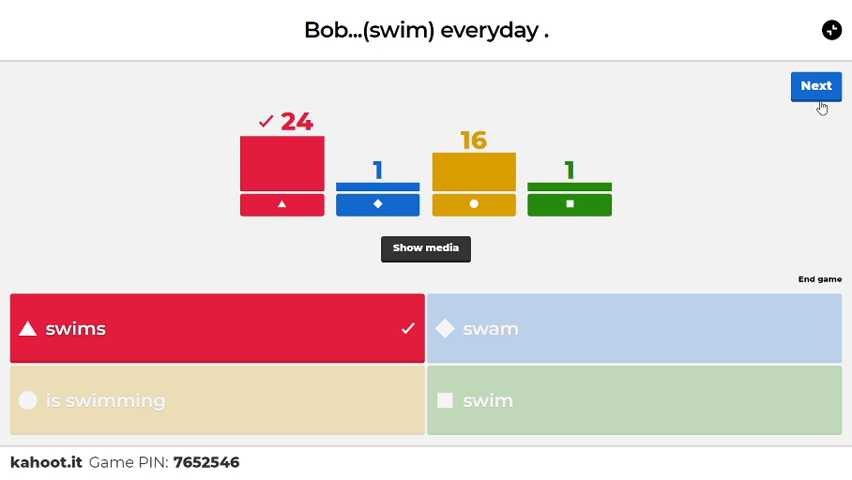 Bob...(swim) everyday .
Next
24
1
16
1
Show media
End game
swims
swam
is swimming
swim
kahoot.it Game PIN: 7652546